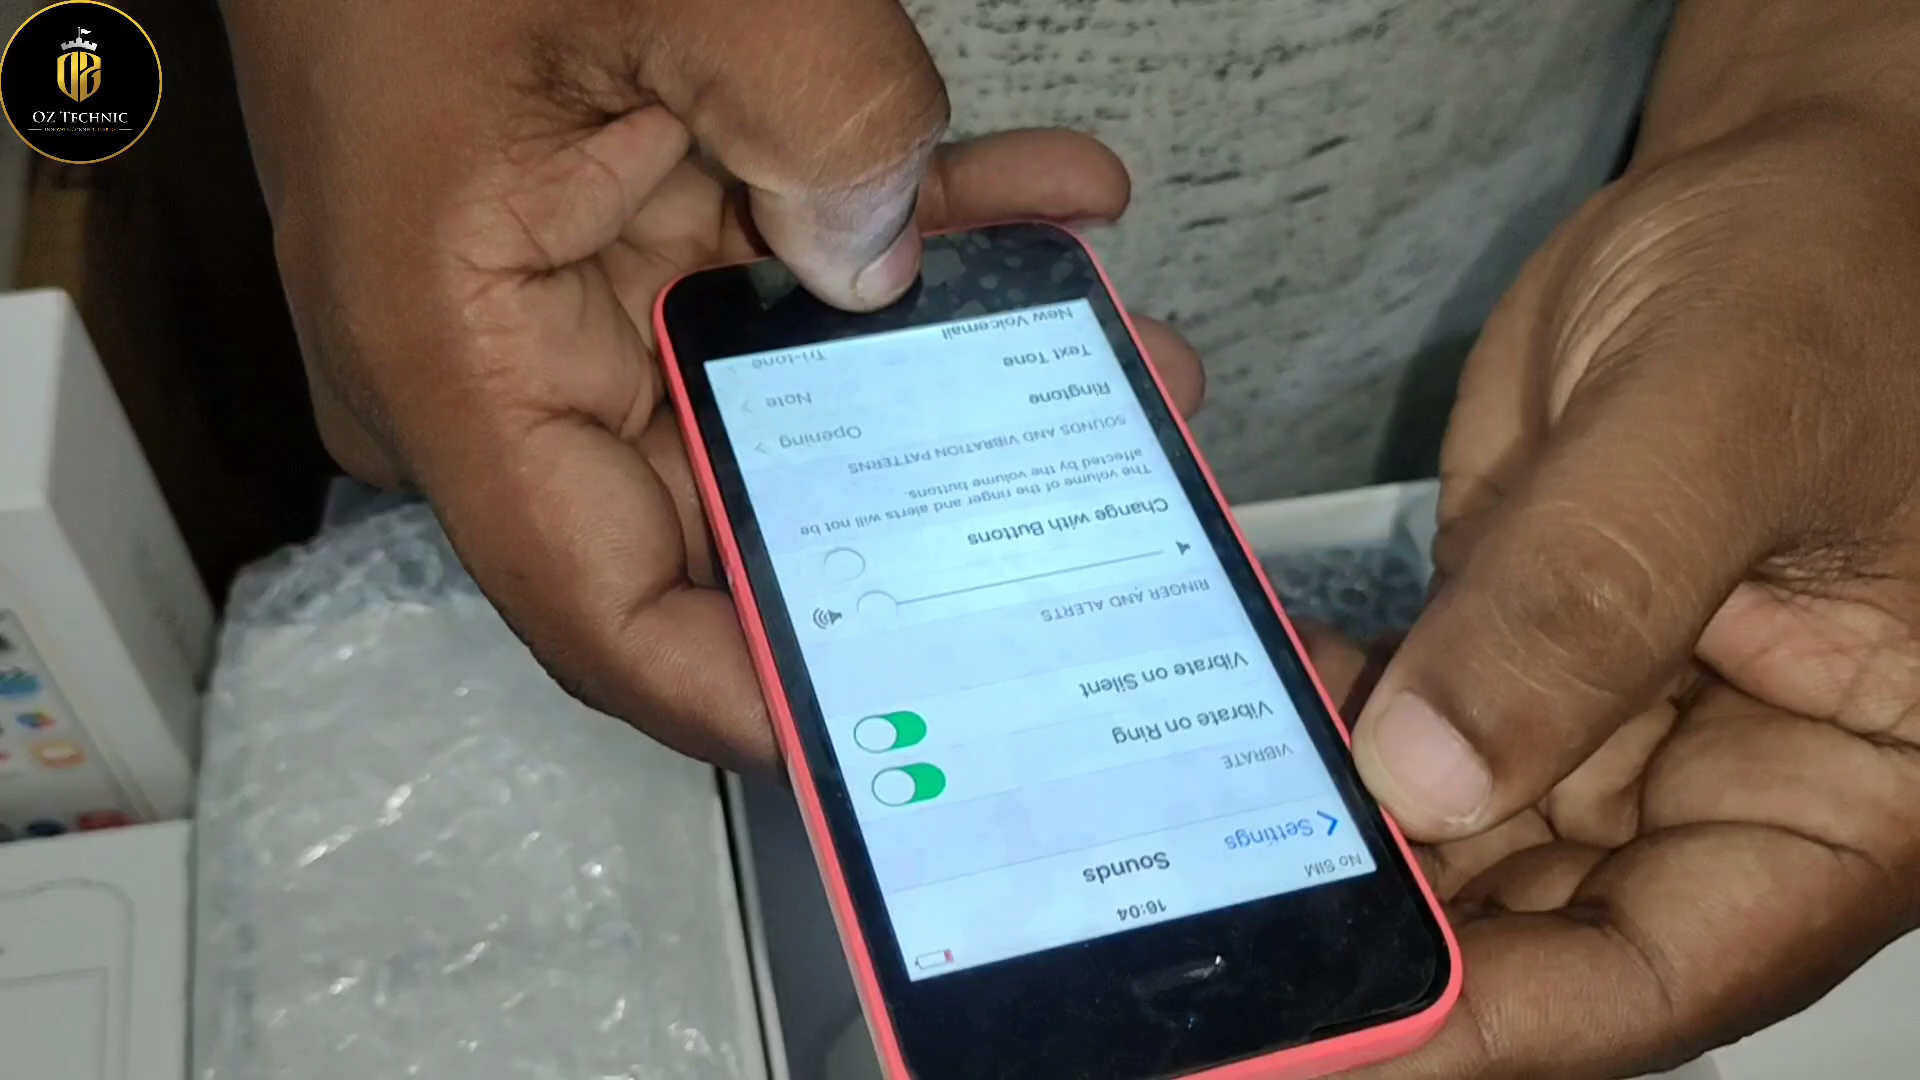 OZ TECHNIC
No SIM
16:04
Settings
Sounds
VIBRATE
Vibrate on Ring
Vibrate on Silent
RINGER AND ALERTS
Change with Buttons
The volume of the ringer and alerts will not be
affected by the volume buttons.
SOUNDS AND VIBRATION PATTERNS
Ringtone Opening
Text Tone Note
New Voicemail Tri-tone